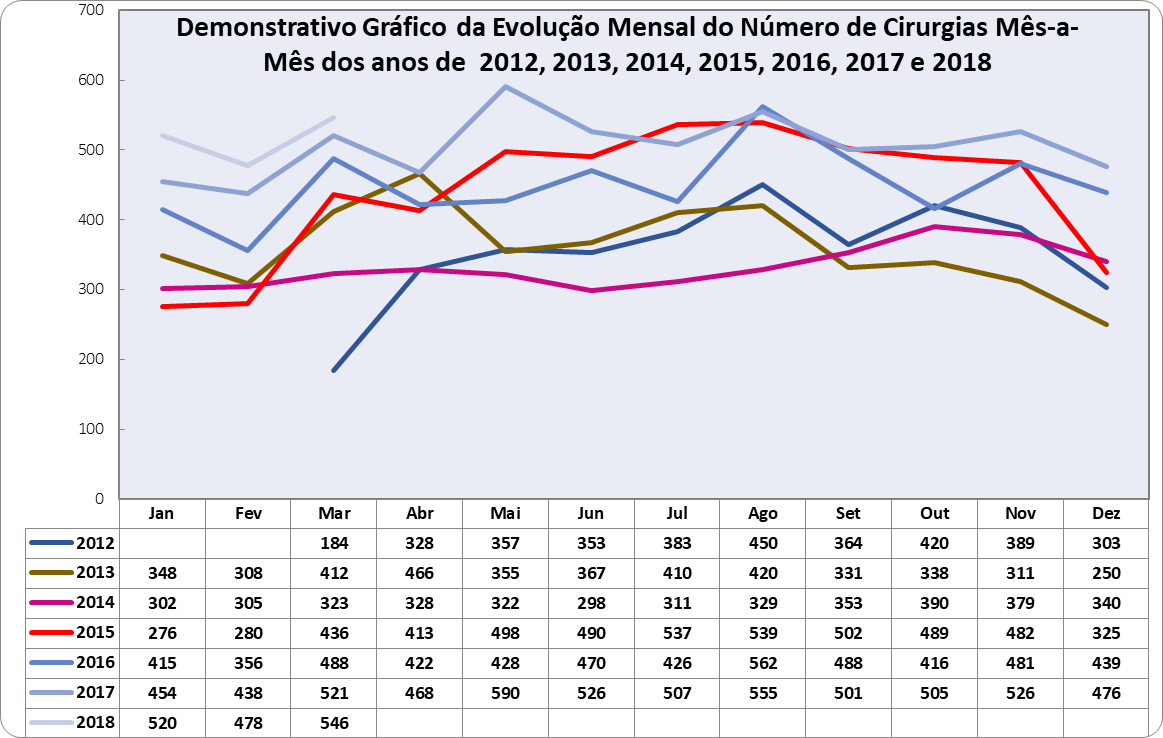 Demonstrativo Gráfico da Evolução Mensal do Número de Cirurgias Mês-a-
Mês dos anos de 2012, 2013, 2014, 2015, 2016, 2017 e 2018
700
600
500
400
300
200
100
0
Jan Fev Mar Abr Mai Jun Jul Ago Set Out Nov Dez
2012 184 328 357 353 383 450 364 420 389 303
2013 348 308 412 466 355 367 410 420 331 338 311 250
2014 302 305 323 328 322 298 311 329 353 390 379 340
2015 276 280 436 413 498 490 537 539 502 489 482 325
2016 415 356 488 422 428 470 426 562 488 416 481 439
2017 454 438 521 468 590 526 507 555 501 505 526 476
2018 520 478 546